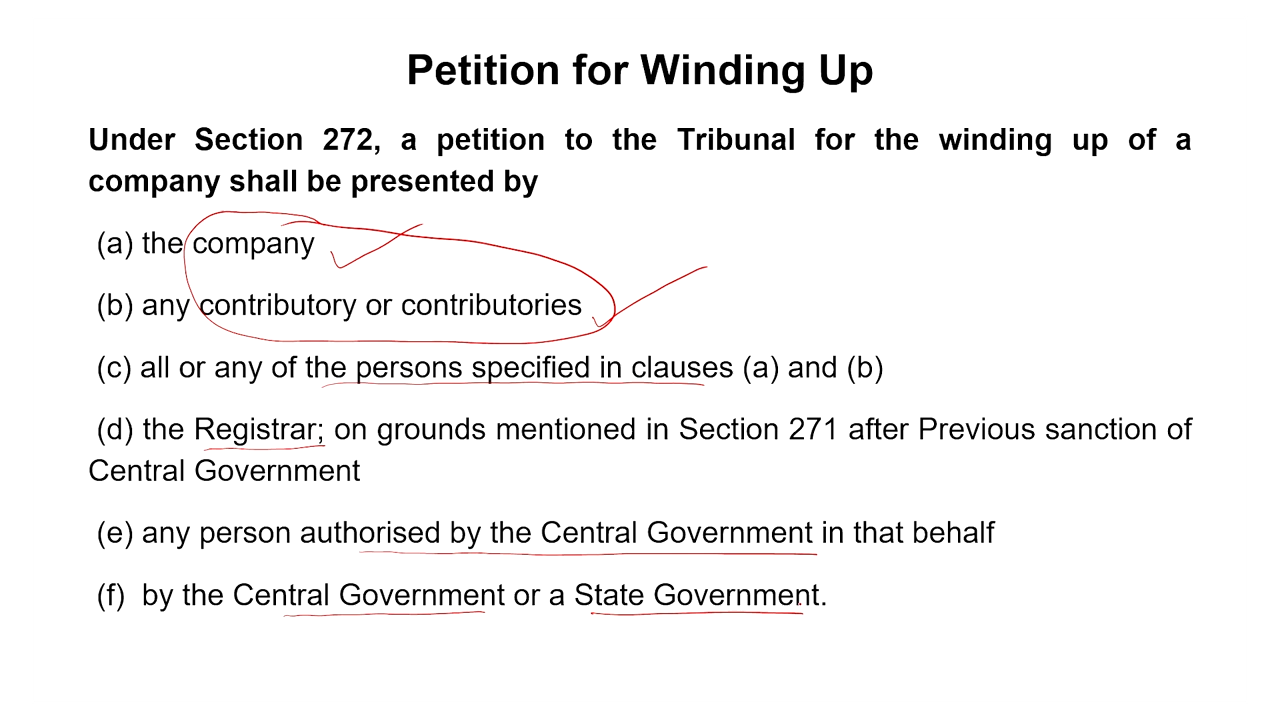 Petition for Winding Up
Under Section 272, a petition to the Tribunal for the winding up of a
company shall be presented by
(a) the company
(b) any contributory or contributories
(c) all or any of the persons specified in clauses (a) and (b)
(d) the Registrar; on grounds mentioned in Section 271 after Previous sanction of
Central Government
(e) any person authorised by the Central Government in that behalf
(f) by the Central Government or a State Government.